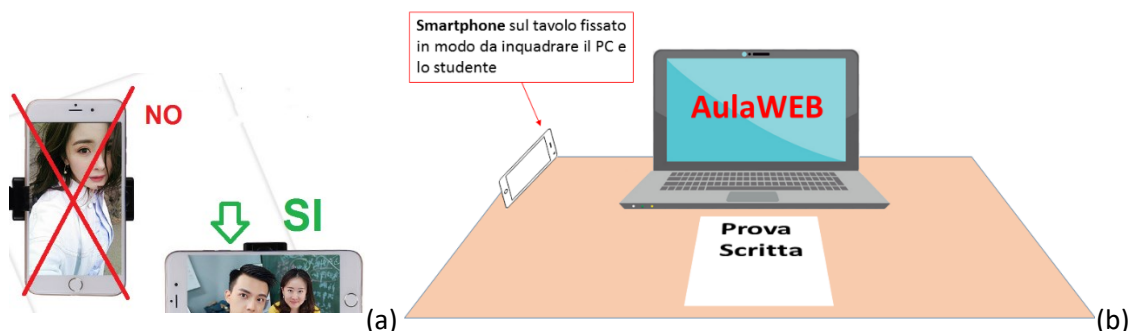 NO
SI
(a)
Smartphone sul tavolo fissato
in modo da inquadrare il PC e
lo studente
AulaWEB
Prova
Scritta
(b)